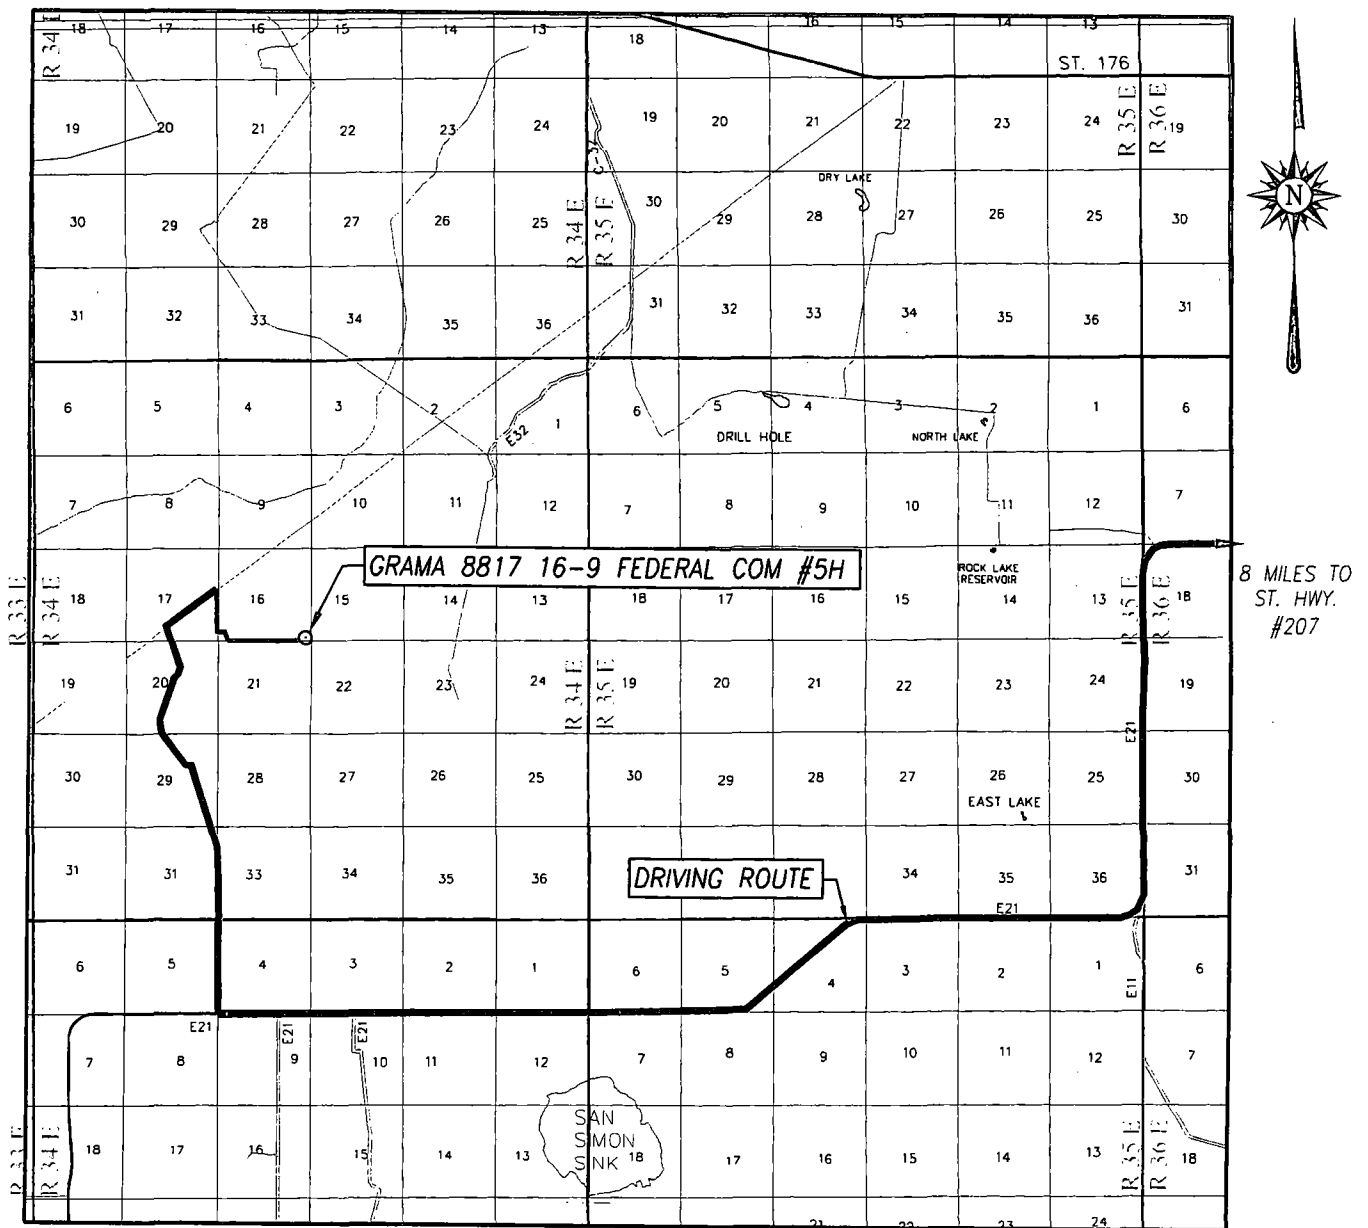 18 17 16 15 14 13 18 16 15 14 13
R 34 E
ST. 176
R 35 E R 36 E
19 20 21 22 23 24 19 20 21 22 23 24 19
C-32
DRY LAKE
N
30 29 28 27 26 25 30 29 28 27 26 25 30
R 34 E R 35 E
31 32 33 34 35 36 31 32 33 34 35 36 31
6 5 4 3 2 1 6 5 4 3 2 1 6
E32
DRILL HOLE
NORTH LAKE
7 8 9 10 11 12 7 8 9 10 11 12 7
GRAMA 8817 16-9 FEDERAL COM #5H
ROCK LAKE
RESERVOIR
8 MILES TO
ST. HWY.
#207
R 33 E R 34 E
18 17 16 15 14 13 18 17 16 15 14 13 18
R 35 E R 36 E
19 20 21 22 23 24 19 20 21 22 23 24 19
R 34 E R 35 E
E21
30 29 28 27 26 25 30 29 28 27 26 25 30
EAST LAKE
31 31 33 34 35 36 34 35 36 31
DRIVING ROUTE
E21
6 5 4 3 2 1 6 5 4 3 2 1 6
E11
E21
E21
E21
7 8 9 10 11 12 7 8 9 10 11 12 7
SAN
SIMON
SINK
R 33 E R 34 E
18 17 16 15 14 13 18 17 16 15 14 13 18
R 35 E R 36 E
21 22 23 24